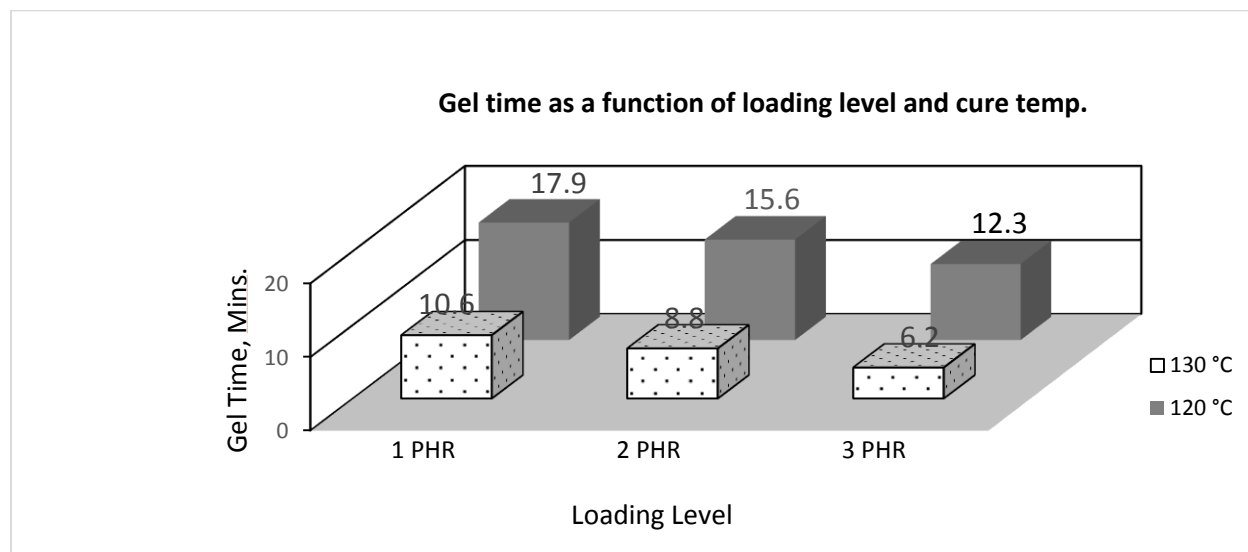 Gel time as a function of loading level and cure temp.
17.9
15.6
12.3
20
10.6
8.8
6.2
10
0
Gel Time, Mins.
130 °C
120 °C
1 PHR
2 PHR
3 PHR
Loading Level